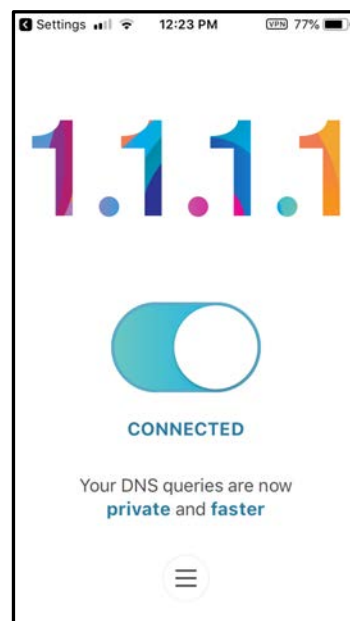 Settings 12:23 PM VPN 77%
1.1.1.1
CONNECTED
Your DNS queries are now
private and faster